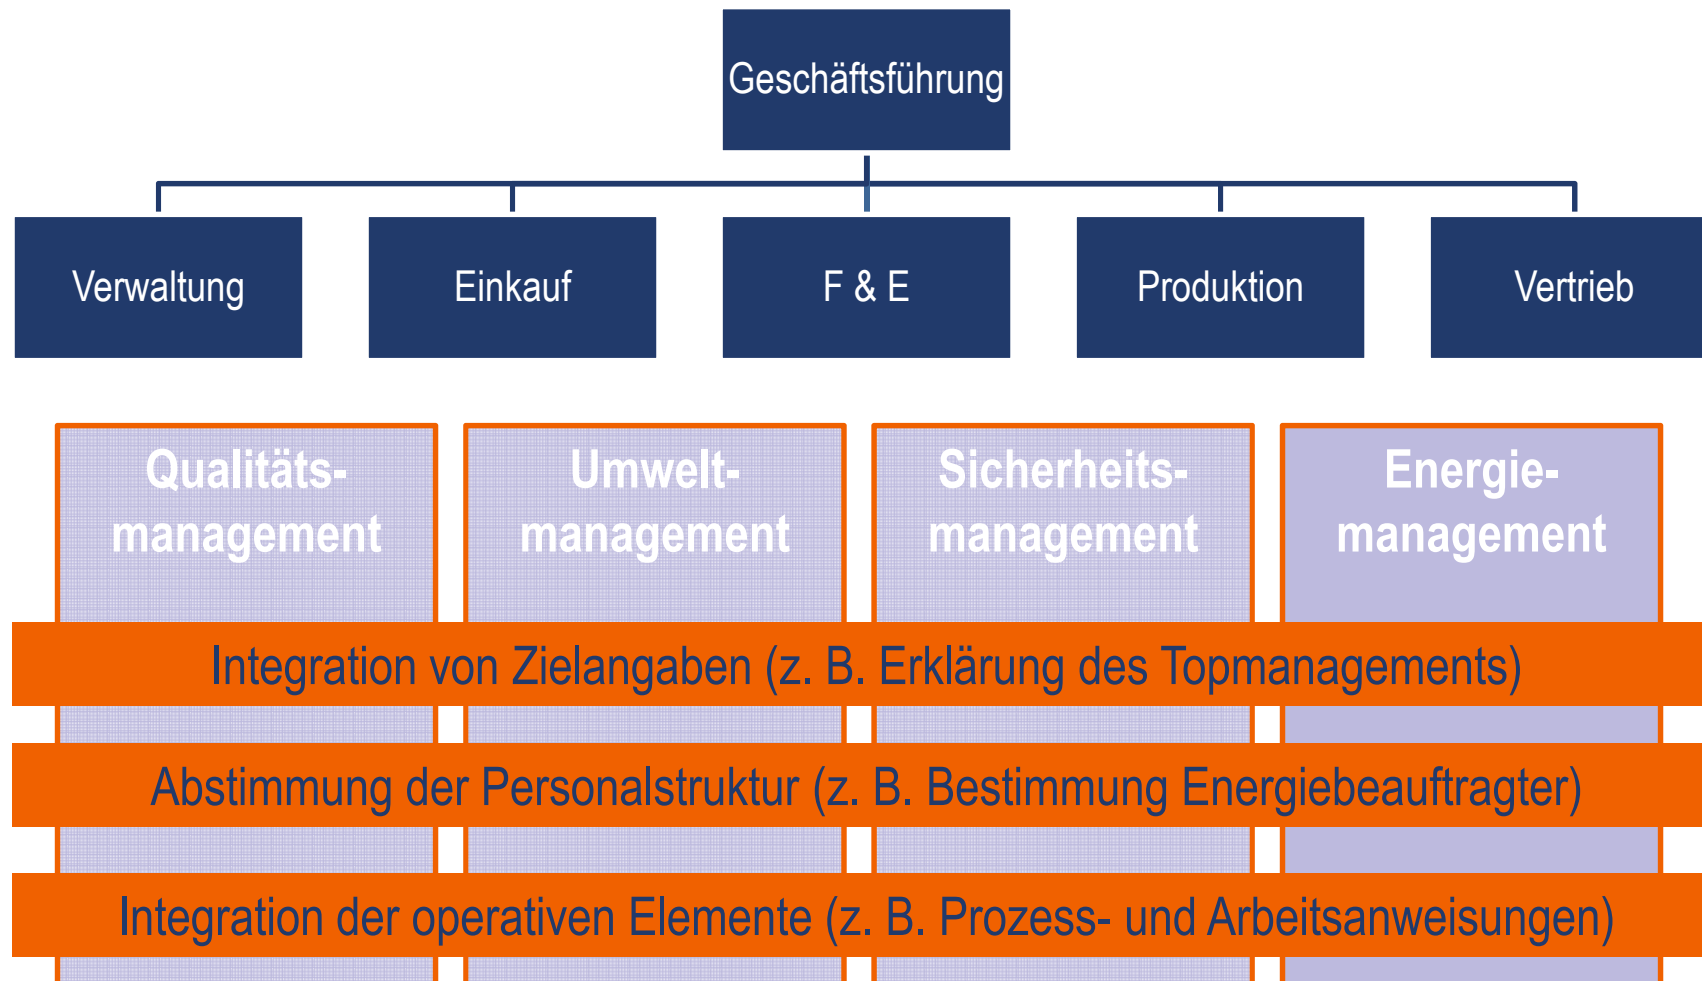 Geschäftsführung
Verwaltung
Einkauf
F & E
Produktion
Vertrieb
Qualitäts-
management
Umwelt-
management
Sicherheits-
management
Energie-
management
Integration von Zielangaben (z. B. Erklärung des Topmanagements)
Abstimmung der Personalstruktur (z. B. Bestimmung Energiebeauftragter)
Integration der operativen Elemente (z. B. Prozess- und Arbeitsanweisungen)